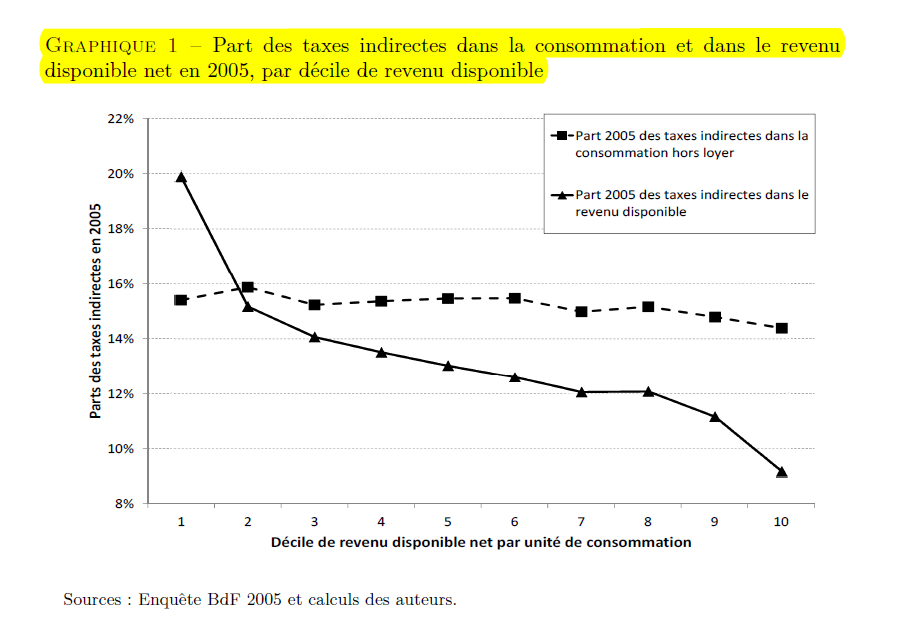 GRAPHIQUE 1 – Part des taxes indirectes dans la consommation et dans le revenu
disponible net en 2005, par décile de revenu disponible
22%
20%
18%
16%
14%
12%
10%
8%
Parts des taxes indirectes en 2005
Part 2005 des taxes indirectes dans la
consommation hors loyer
Part 2005 des taxes indirectes dans le
revenu disponible
1 2 3 4 5 6 7 8 9 10
Décile de revenu disponible net par unité de consommation
Sources : Enquête BdF 2005 et calculs des auteurs.